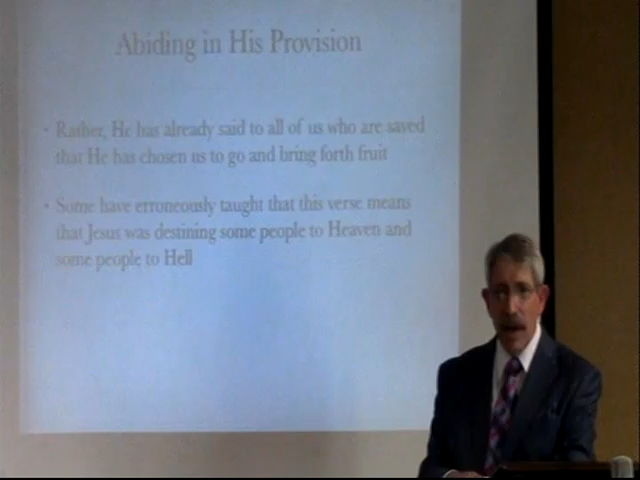 Abiding in His Provision
• Rather, He has already said to all of us who are saved
that He has chosen us to go and bring forth fruit
• Some have erroneously taught that this verse means
that Jesus was destining some people to Heaven and
some people to Hell